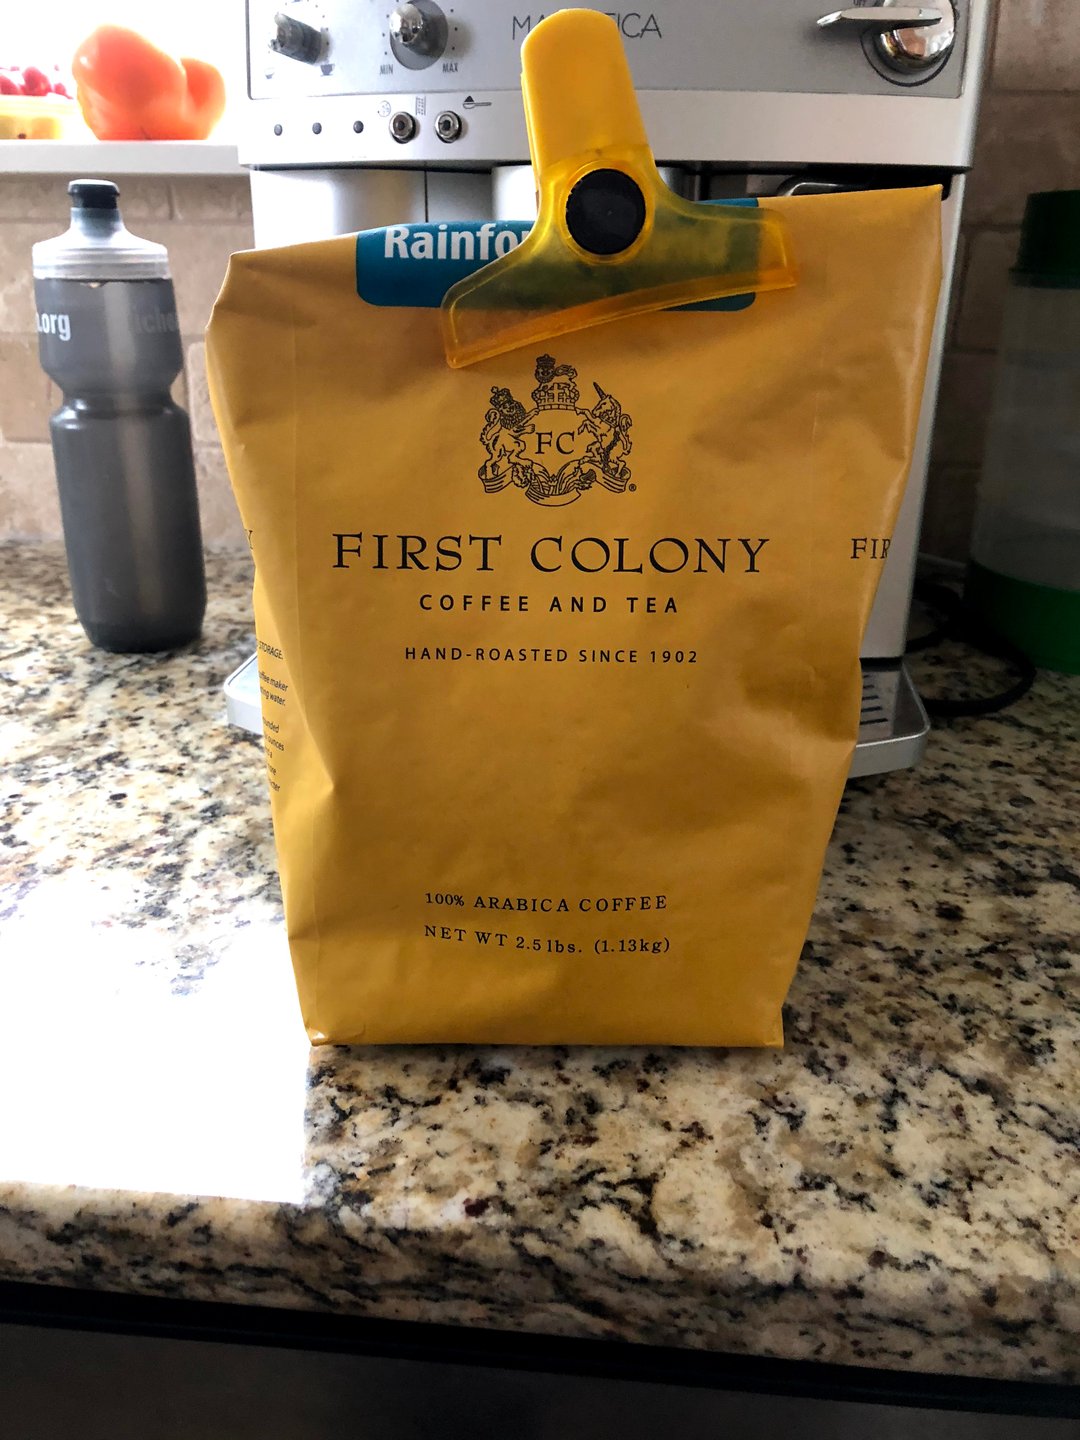 MIN
MAX
.org
Rainfo
FC
FIRST COLONY
FIR
COFFEE AND TEA
HAND-ROASTED SINCE 1902
STORAGE.
100% ARABICA COFFEE
NET WT 2.5 lbs. (1.13kg)